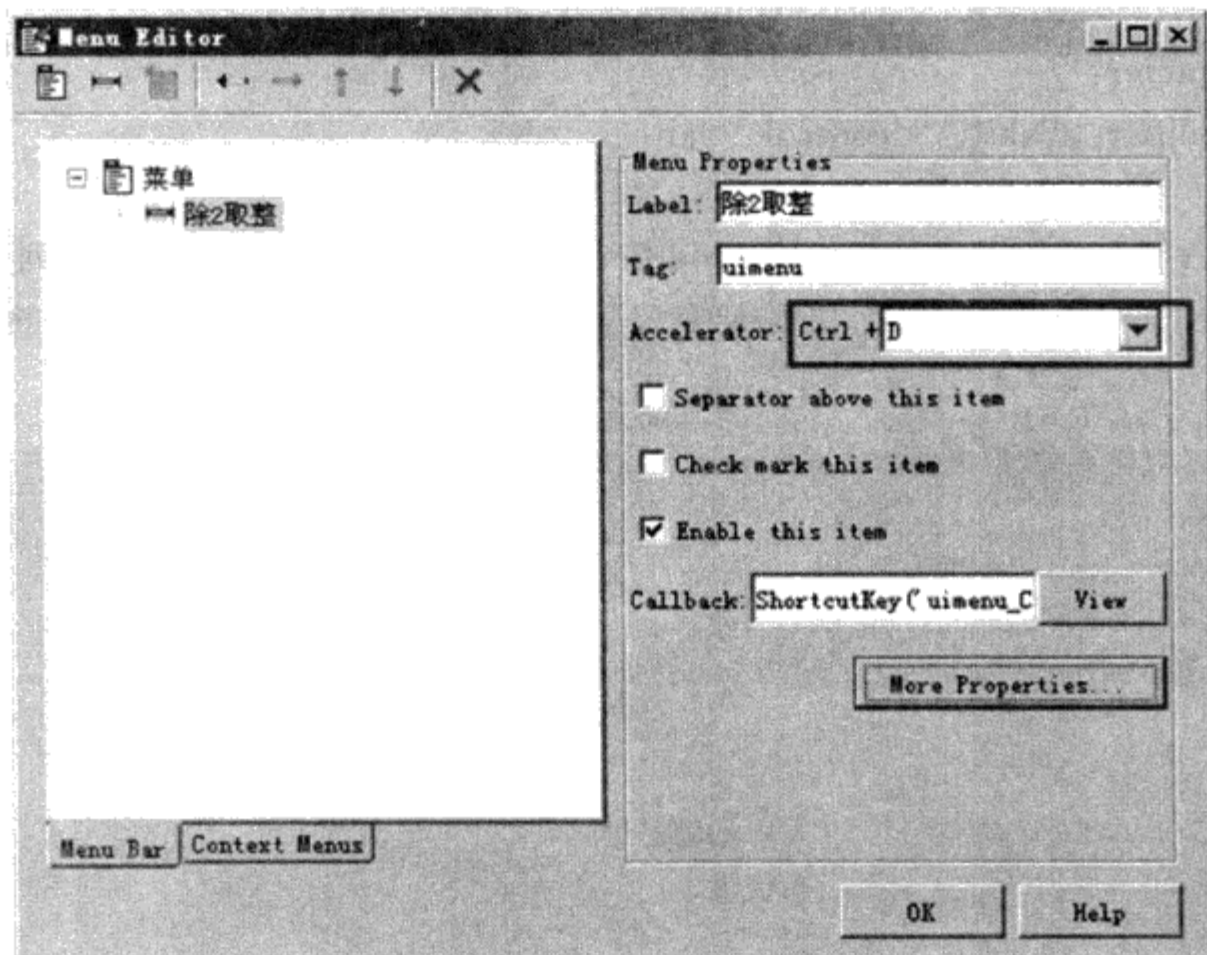 Menu Editor
菜单
除2取整
Menu Properties
Label: 除2取整
Tag: uimenu
Accelerator: Ctrl + D
Separator above this item
Check mark this item
Enable this item
Callback: ShortcutKey('uimenu_C View
More Properties...
Menu Bar Context Menus
OK Help